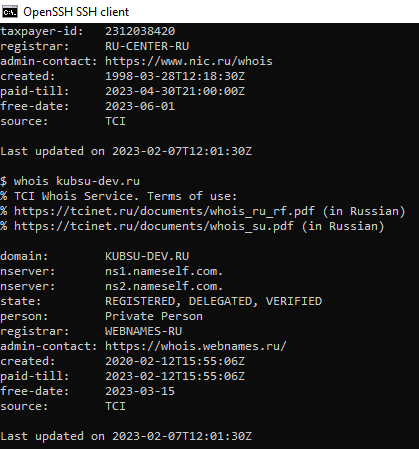 OpenSSH SSH client
taxpayer-id:   2312038420
registrar:     RU-CENTER-RU
admin-contact: https://www.nic.ru/whois
created:       1998-03-28T12:18:30Z
paid-till:     2023-04-30T21:00:00Z
free-date:     2023-06-01
source:        TCI

Last updated on 2023-02-07T12:01:30Z

$ whois kubsu-dev.ru
% TCI Whois Service. Terms of use:
% https://tcinet.ru/documents/whois_ru_rf.pdf (in Russian)
% https://tcinet.ru/documents/whois_su.pdf (in Russian)

domain:        KUBSU-DEV.RU
nserver:       ns1.nameself.com.
nserver:       ns2.nameself.com.
state:         REGISTERED, DELEGATED, VERIFIED
person:        Private Person
registrar:     WEBNAMES-RU
admin-contact: https://whois.webnames.ru/
created:       2020-02-12T15:55:06Z
paid-till:     2023-02-12T15:55:06Z
free-date:     2023-03-15
source:        TCI

Last updated on 2023-02-07T12:01:30Z